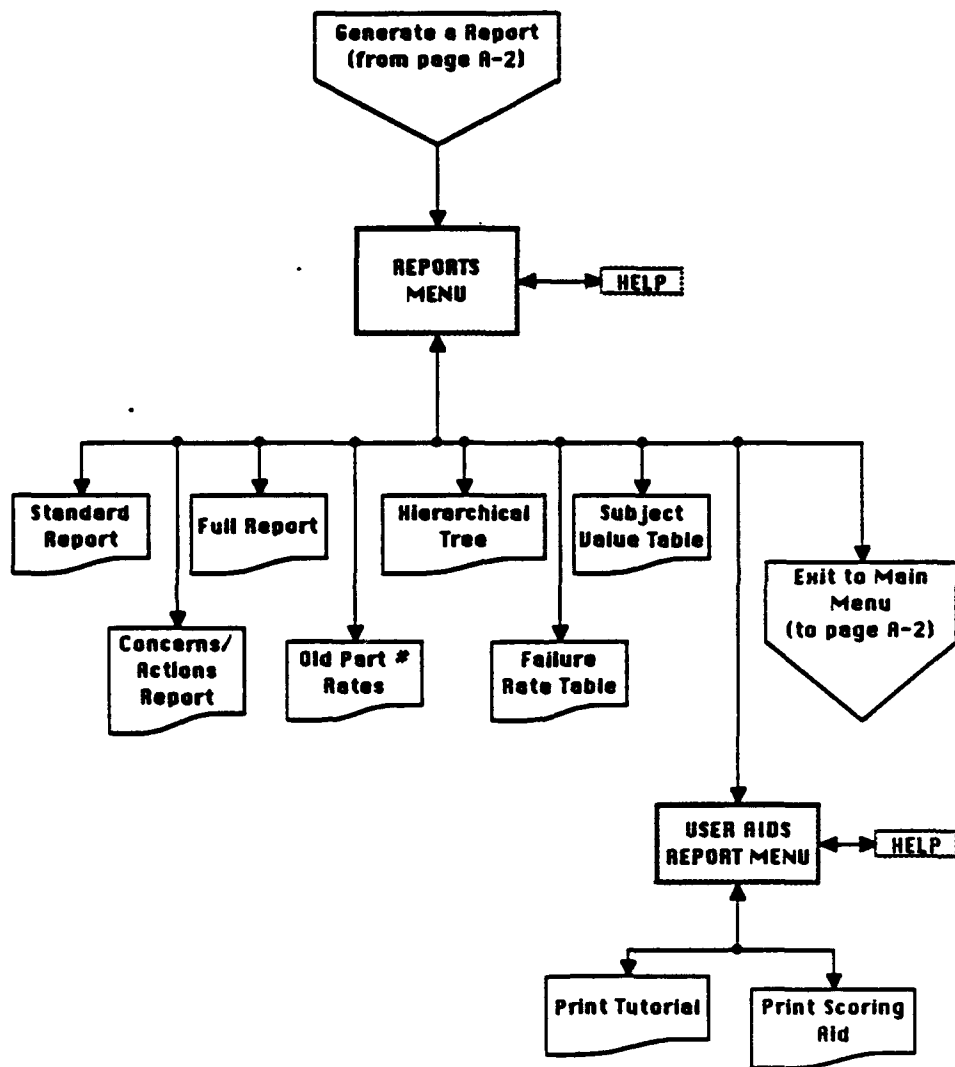 Generate a Report
(from page A-2)
REPORTS
MENU
HELP
Standard
Report
Full Report
Hierarchical
Tree
Subject
Value Table
Exit to Main
Menu
(to page A-2)
Concerns/
Actions
Report
Old Part #
Rates
Failure
Rate Table
USER AIDS
REPORT MENU
HELP
Print Tutorial
Print Scoring
Aid